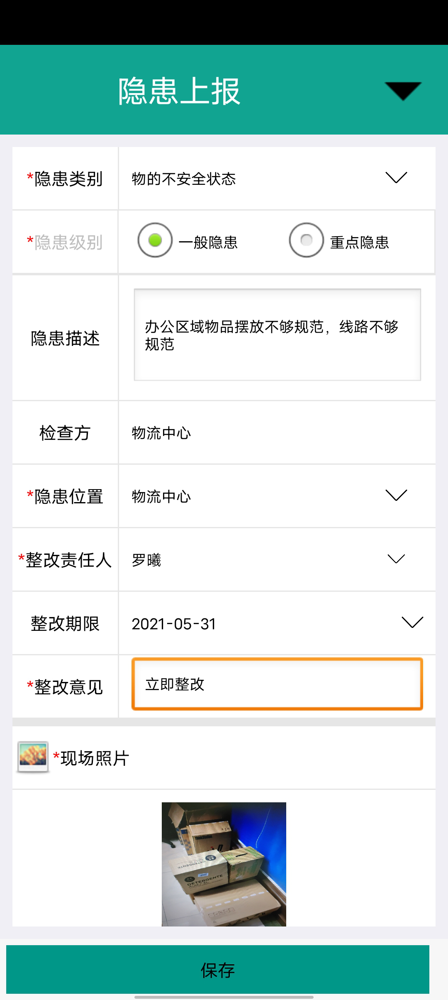 隐患上报
*隐患类别
物的不安全状态
*隐患级别
一般隐患
重点隐患
隐患描述
办公区域物品摆放不够规范，线路不够
规范
检查方
物流中心
*隐患位置
物流中心
*整改责任人
罗曦
整改期限
2021-05-31
*整改意见
立即整改
*现场照片
DETERGENTE
DETERGENTE
4ud/3L
保存